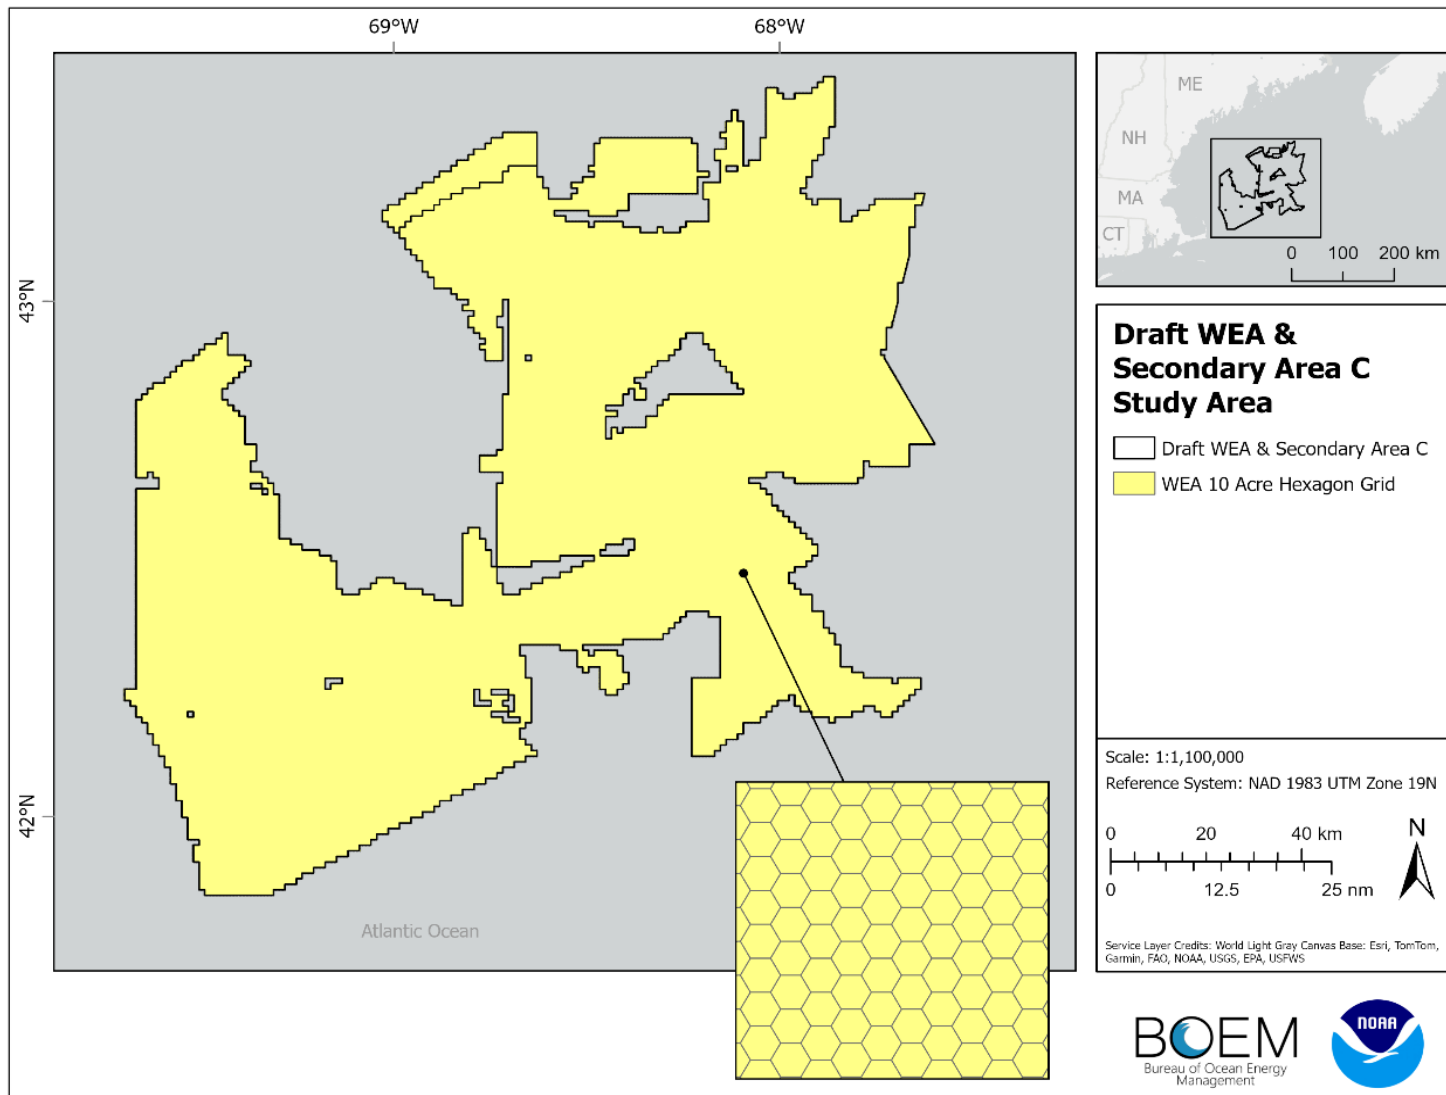 69°W
68°W
43°N
42°N
Atlantic Ocean
ME
NH
MA
CT
0 100 200 km
Draft WEA &
Secondary Area C
Study Area
Draft WEA & Secondary Area C
WEA 10 Acre Hexagon Grid
Scale: 1:1,100,000
Reference System: NAD 1983 UTM Zone 19N
0 20 40 km
0 12.5 25 nm
N
Service Layer Credits: World Light Gray Canvas Base: Esri, TomTom,
Garmin, FAO, NOAA, USGS, EPA, USFWS
BOEM
Bureau of Ocean Energy
Management
NOAA